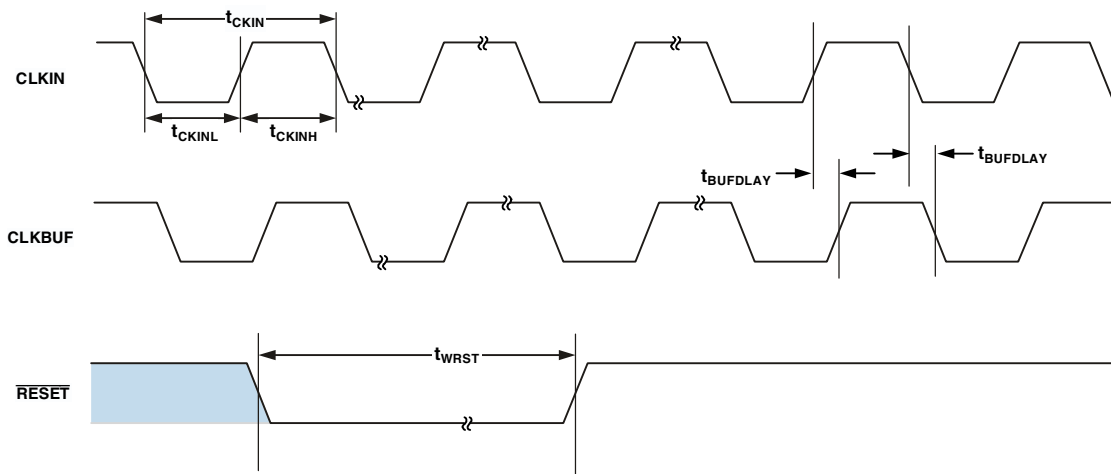 tCKIN
CLKIN
tCKINL
tCKINH
tBUFDLAY
tBUFDLAY
CLKBUF
tWRST
RESET